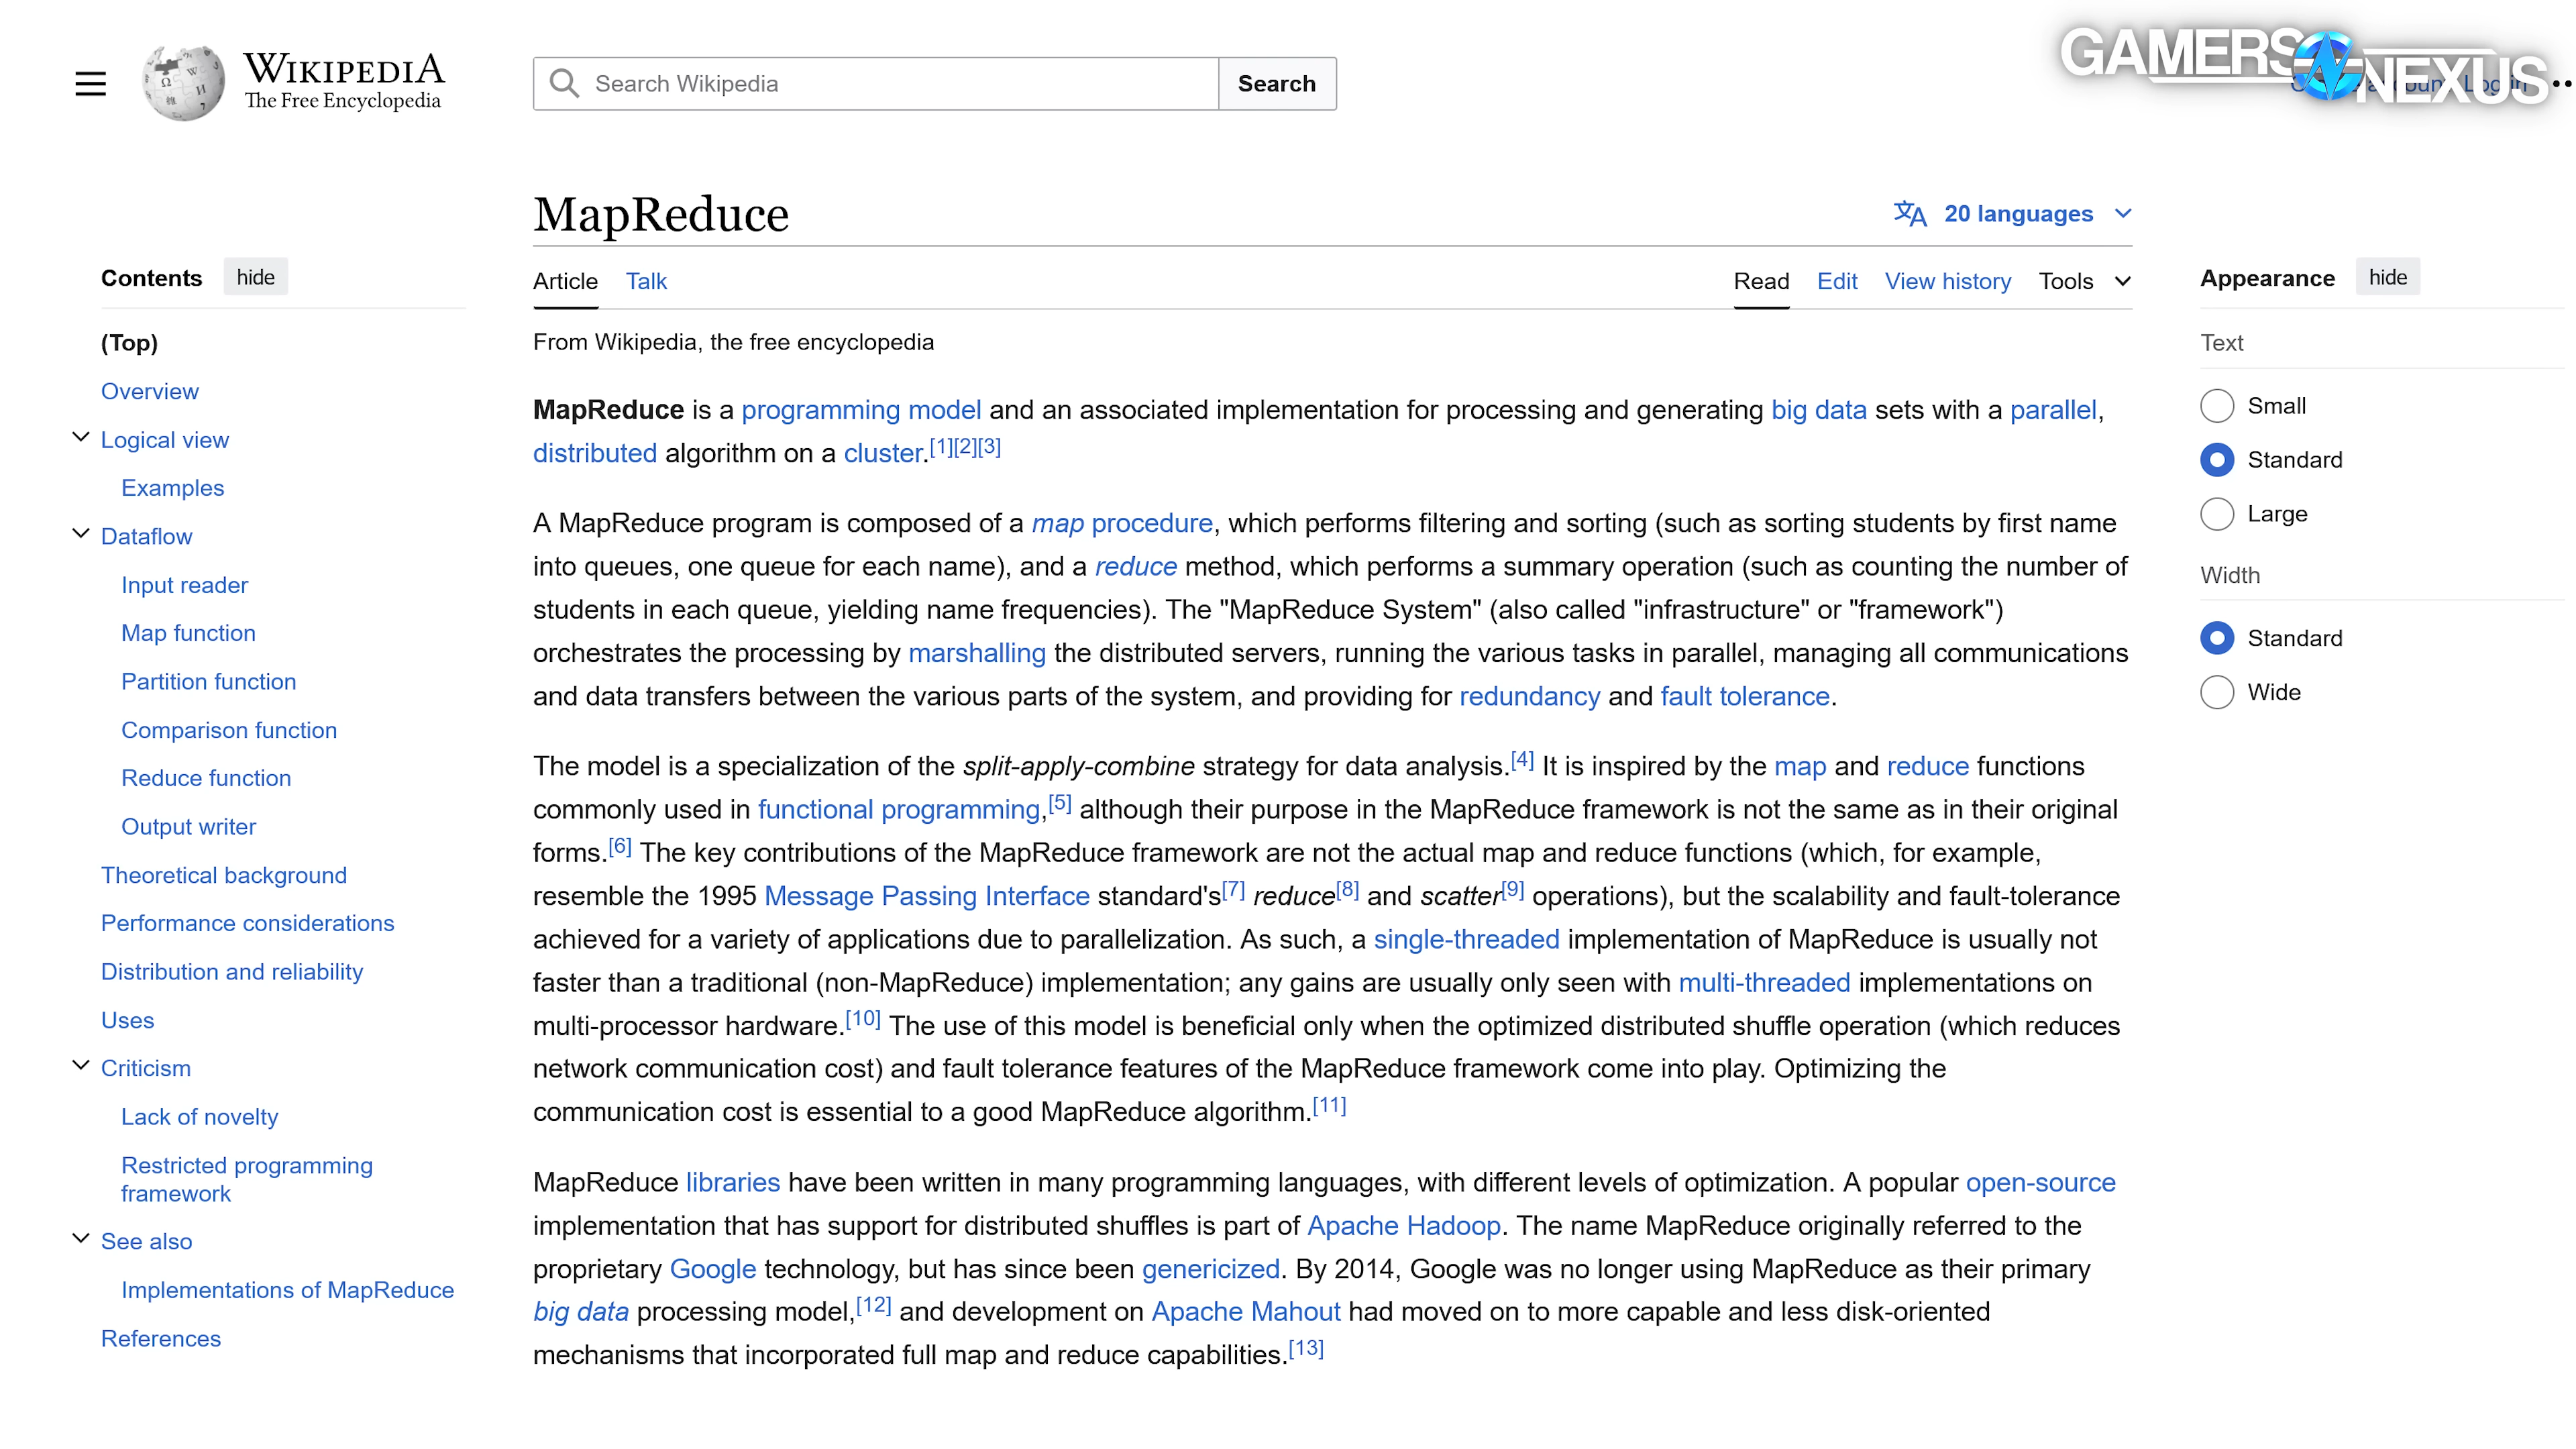 WIKIPEDIA
The Free Encyclopedia
Search Wikipedia
Search
GAMERS NEXUS
MapReduce
20 languages
Contents hide
Article Talk
Read Edit View history Tools
Appearance hide
(Top)
Overview
Logical view
Examples
Dataflow
Input reader
Map function
Partition function
Comparison function
Reduce function
Output writer
Theoretical background
Performance considerations
Distribution and reliability
Uses
Criticism
Lack of novelty
Restricted programming
framework
See also
Implementations of MapReduce
References
From Wikipedia, the free encyclopedia
MapReduce is a programming model and an associated implementation for processing and generating big data sets with a parallel,
distributed algorithm on a cluster.[1][2][3]
A MapReduce program is composed of a map procedure, which performs filtering and sorting (such as sorting students by first name
into queues, one queue for each name), and a reduce method, which performs a summary operation (such as counting the number of
students in each queue, yielding name frequencies). The "MapReduce System" (also called "infrastructure" or "framework")
orchestrates the processing by marshalling the distributed servers, running the various tasks in parallel, managing all communications
and data transfers between the various parts of the system, and providing for redundancy and fault tolerance.
The model is a specialization of the split-apply-combine strategy for data analysis.[4] It is inspired by the map and reduce functions
commonly used in functional programming,[5] although their purpose in the MapReduce framework is not the same as in their original
forms.[6] The key contributions of the MapReduce framework are not the actual map and reduce functions (which, for example,
resemble the 1995 Message Passing Interface standard's[7] reduce[8] and scatter[9] operations), but the scalability and fault-tolerance
achieved for a variety of applications due to parallelization. As such, a single-threaded implementation of MapReduce is usually not
faster than a traditional (non-MapReduce) implementation; any gains are usually only seen with multi-threaded implementations on
multi-processor hardware.[10] The use of this model is beneficial only when the optimized distributed shuffle operation (which reduces
network communication cost) and fault tolerance features of the MapReduce framework come into play. Optimizing the
communication cost is essential to a good MapReduce algorithm.[11]
MapReduce libraries have been written in many programming languages, with different levels of optimization. A popular open-source
implementation that has support for distributed shuffles is part of Apache Hadoop. The name MapReduce originally referred to the
proprietary Google technology, but has since been genericized. By 2014, Google was no longer using MapReduce as their primary
big data processing model,[12] and development on Apache Mahout had moved on to more capable and less disk-oriented
mechanisms that incorporated full map and reduce capabilities.[13]
Text
Small
Standard
Large
Width
Standard
Wide